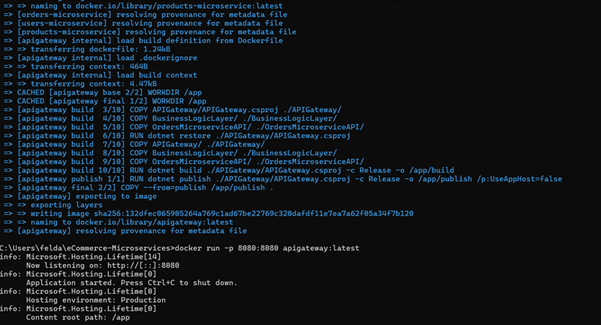 => => naming to docker.io/library/products-microservice:latest
=> [orders-microservice] resolving provenance for metadata file
=> [users-microservice] resolving provenance for metadata file
=> [products-microservice] resolving provenance for metadata file
=> [apigateway internal] load build definition from Dockerfile
=> => transferring dockerfile: 1.24kB
=> [apigateway internal] load .dockerignore
=> => transferring context: 464B
=> [apigateway internal] load build context
=> => transferring context: 4.47kB
=> CACHED [apigateway base 2/2] WORKDIR /app
=> CACHED [apigateway final 1/2] WORKDIR /app
=> [apigateway build  3/10] COPY APIGateway/APIGateway.csproj ./APIGateway/
=> [apigateway build  4/10] COPY BusinessLogicLayer/ ./BusinessLogicLayer/
=> [apigateway build  5/10] COPY OrdersMicroserviceAPI/ ./OrdersMicroserviceAPI/
=> [apigateway build  6/10] RUN dotnet restore ./APIGateway/APIGateway.csproj
=> [apigateway build  7/10] COPY APIGateway/ ./APIGateway/
=> [apigateway build  8/10] COPY BusinessLogicLayer/ ./BusinessLogicLayer/
=> [apigateway build  9/10] COPY OrdersMicroserviceAPI/ ./OrdersMicroserviceAPI/
=> [apigateway build 10/10] RUN dotnet build ./APIGateway/APIGateway.csproj -c Release -o /app/build
=> [apigateway publish 1/1] RUN dotnet publish ./APIGateway/APIGateway.csproj -c Release -o /app/publish /p:UseAppHost=false
=> [apigateway final 2/2] COPY --from=publish /app/publish .
=> [apigateway] exporting to image
=> => exporting layers
=> => writing image sha256:132dfec065905264a769c1ad67be22769c320dafdf11e7ea7a62f05a34f7b120
=> => naming to docker.io/library/apigateway:latest
=> [apigateway] resolving provenance for metadata file
C:\Users\felda\eCommerce-Microservices>docker run -p 8080:8080 apigateway:latest
info: Microsoft.Hosting.Lifetime[14]
Now listening on: http://[::]:8080
info: Microsoft.Hosting.Lifetime[0]
Application started. Press Ctrl+C to shut down.
info: Microsoft.Hosting.Lifetime[0]
Hosting environment: Production
info: Microsoft.Hosting.Lifetime[0]
Content root path: /app